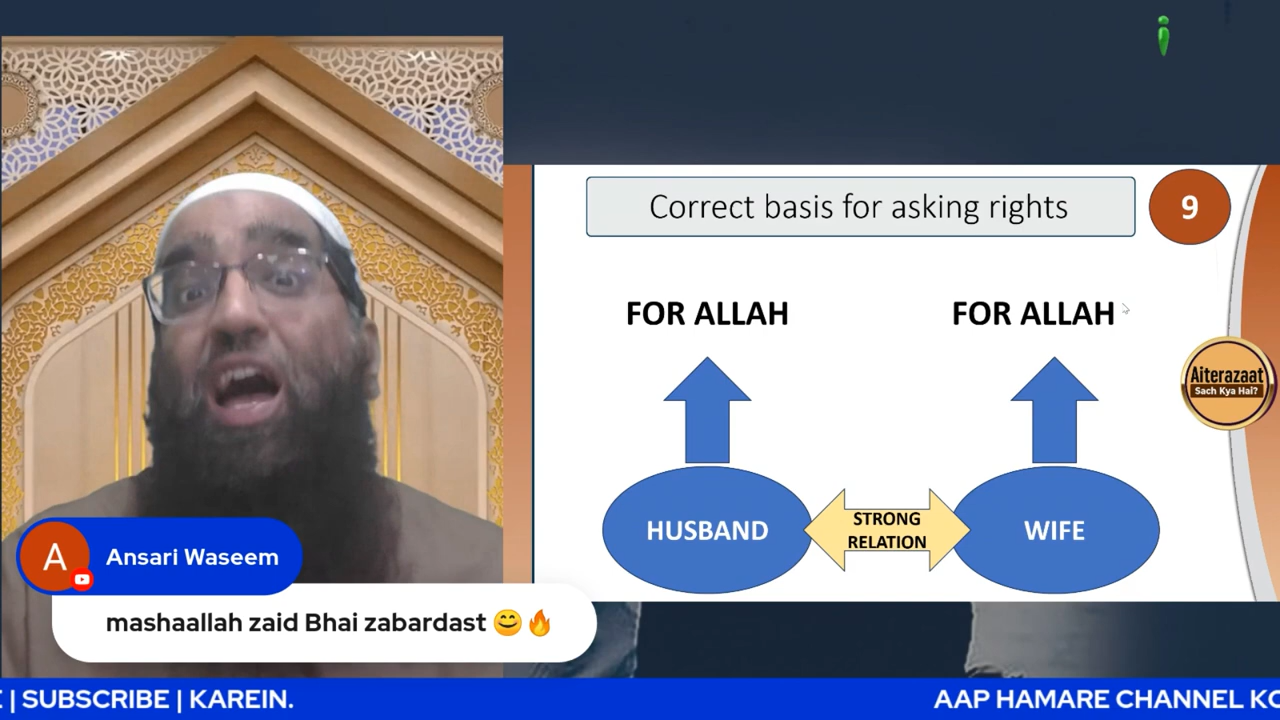 Correct basis for asking rights
9
FOR ALLAH
FOR ALLAH
Aiterazaat
Sach Kya Hai?
HUSBAND
STRONG
RELATION
WIFE
A
Ansari Waseem
mashaallah zaid Bhai zabardast 😊🔥
| SUBSCRIBE | KAREIN.
AAP HAMARE CHANNEL